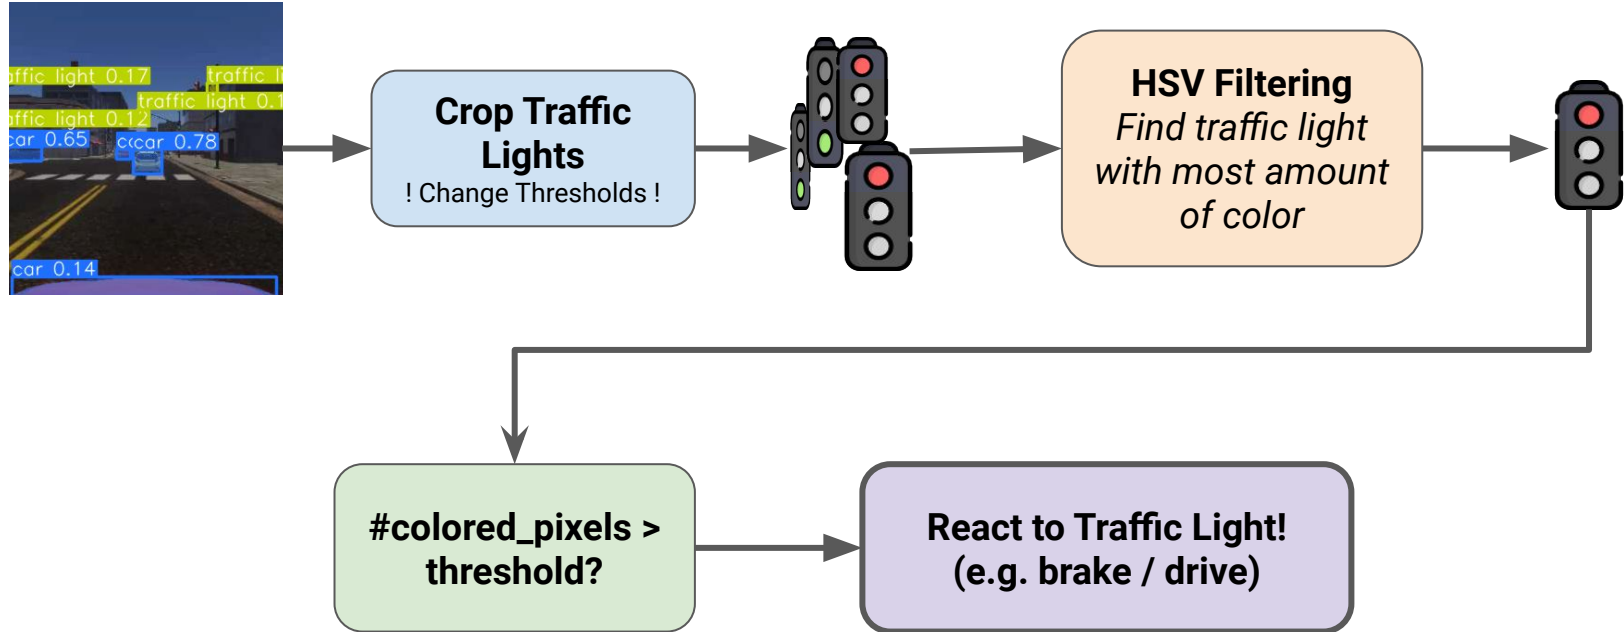 affic light 0.17
traffic li
traffic light 0.1
affic light 0.12
car 0.65
cccar 0.78
car 0.14
Crop Traffic
Lights
! Change Thresholds !
HSV Filtering
Find traffic light
with most amount
of color
#colored_pixels >
threshold?
React to Traffic Light!
(e.g. brake / drive)